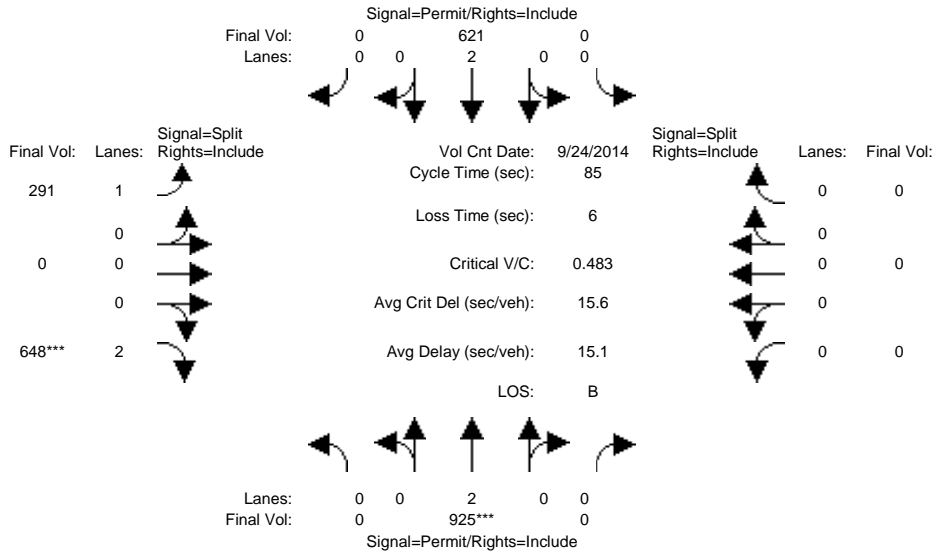 Signal=Permit/Rights=Include
Final Vol: 0 621 0
Lanes: 0 0 2 0 0
Signal=Split
Final Vol: Lanes: Rights=Include
Vol Cnt Date: 9/24/2014
Signal=Split
Rights=Include Lanes: Final Vol:
Cycle Time (sec): 85
291 1
0 0
Loss Time (sec): 6
0
0
0 0
Critical V/C: 0.483
0 0
0
Avg Crit Del (sec/veh): 15.6
0
648*** 2
Avg Delay (sec/veh): 15.1
0 0
LOS: B
Lanes: 0 0 2 0 0
Final Vol: 0 925*** 0
Signal=Permit/Rights=Include